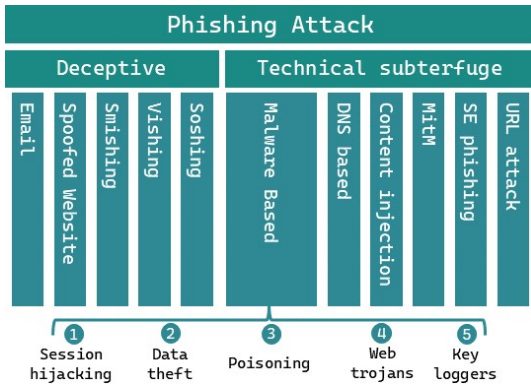 Phishing Attack
Deceptive
Technical subterfuge
Email
Spoofed Website
Smishing
Vishing
Soshing
Malware Based
DNS based
Content injection
MitM
SE phishing
URL attack
1
Session
hijacking
2
Data
theft
3
Poisoning
4
Web
trojans
5
Key
loggers